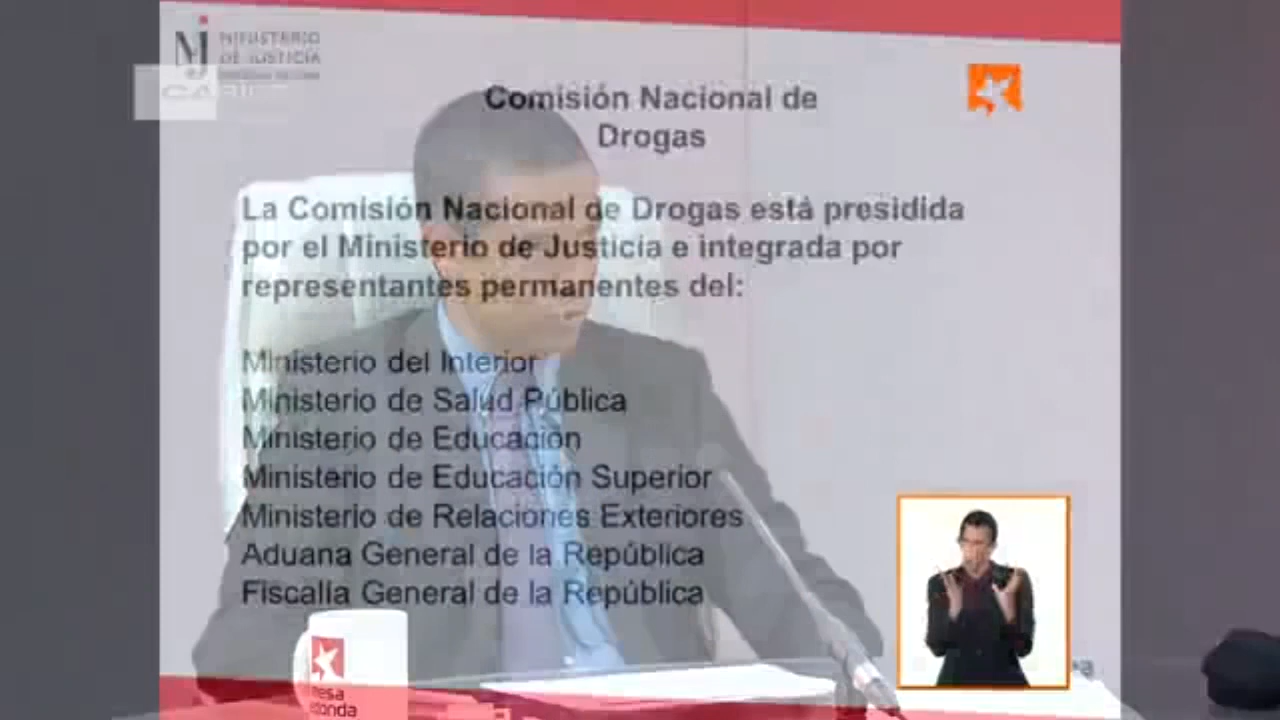 MINISTERIO
DE JUSTICIA
Comisión Nacional de
Drogas
La Comisión Nacional de Drogas está presidida
por el Ministerio de Justicia e integrada por
representantes permanentes del:
Ministerio del Interior
Ministerio de Salud Pública
Ministerio de Educación
Ministerio de Educación Superior
Ministerio de Relaciones Exteriores
Aduana General de la República
Fiscalía General de la República
mesa